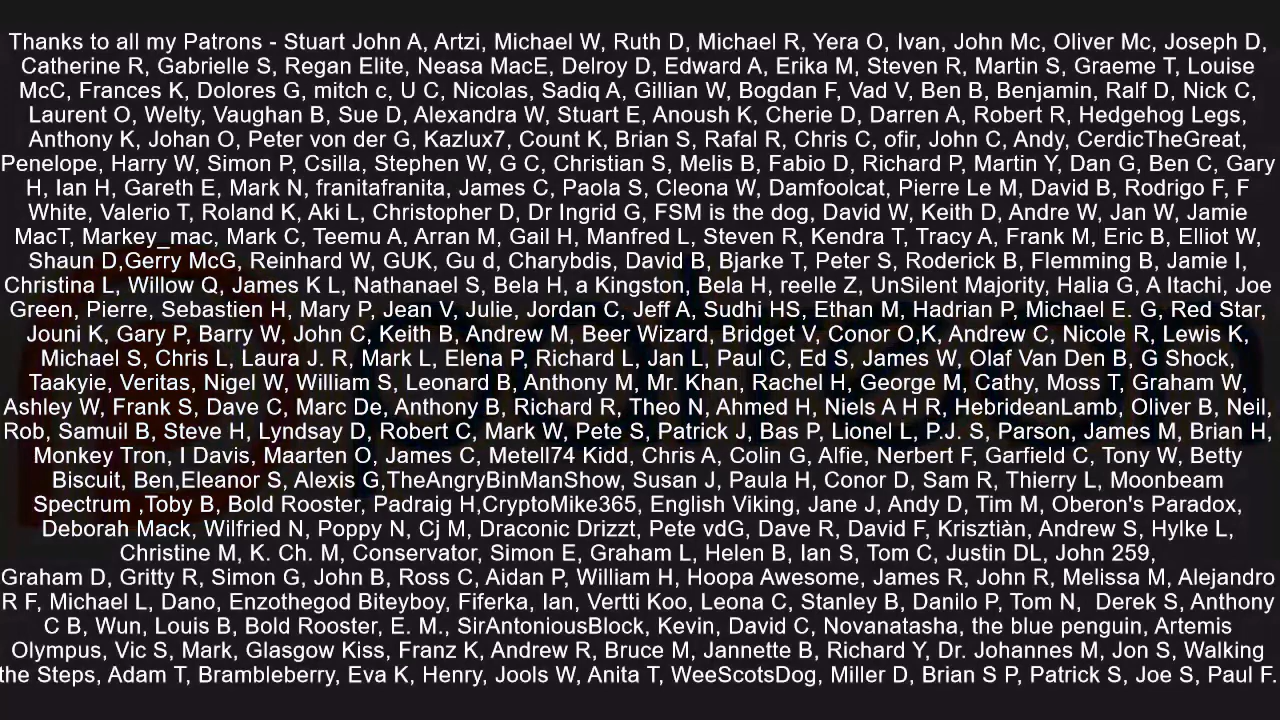 Thanks to all my Patrons - Stuart John A, Artzi, Michael W, Ruth D, Michael R, Yera O, Ivan, John Mc, Oliver Mc, Joseph D,
Catherine R, Gabrielle S, Regan Elite, Neasa MacE, Delroy D, Edward A, Erika M, Steven R, Martin S, Graeme T, Louise
McC, Frances K, Dolores G, mitch c, U C, Nicolas, Sadiq A, Gillian W, Bogdan F, Vad V, Ben B, Benjamin, Ralf D, Nick C,
Laurent O, Welty, Vaughan B, Sue D, Alexandra W, Stuart E, Anoush K, Cherie D, Darren A, Robert R, Hedgehog Legs,
Anthony K, Johan O, Peter von der G, Kazlux7, Count K, Brian S, Rafal R, Chris C, ofir, John C, Andy, CerdicTheGreat,
Penelope, Harry W, Simon P, Csilla, Stephen W, G C, Christian S, Melis B, Fabio D, Richard P, Martin Y, Dan G, Ben C, Gary
H, Ian H, Gareth E, Mark N, franitafranita, James C, Paola S, Cleona W, Damfoolcat, Pierre Le M, David B, Rodrigo F, F
White, Valerio T, Roland K, Aki L, Christopher D, Dr Ingrid G, FSM is the dog, David W, Keith D, Andre W, Jan W, Jamie
MacT, Markey_mac, Mark C, Teemu A, Arran M, Gail H, Manfred L, Steven R, Kendra T, Tracy A, Frank M, Eric B, Elliot W,
Shaun D,Gerry McG, Reinhard W, GUK, Gu d, Charybdis, David B, Bjarke T, Peter S, Roderick B, Flemming B, Jamie I,
Christina L, Willow Q, James K L, Nathanael S, Bela H, a Kingston, Bela H, reelle Z, UnSilent Majority, Halia G, A Itachi, Joe
Green, Pierre, Sebastien H, Mary P, Jean V, Julie, Jordan C, Jeff A, Sudhi HS, Ethan M, Hadrian P, Michael E. G, Red Star,
Jouni K, Gary P, Barry W, John C, Keith B, Andrew M, Beer Wizard, Bridget V, Conor O,K, Andrew C, Nicole R, Lewis K,
Michael S, Chris L, Laura J. R, Mark L, Elena P, Richard L, Jan L, Paul C, Ed S, James W, Olaf Van Den B, G Shock,
Taakyie, Veritas, Nigel W, William S, Leonard B, Anthony M, Mr. Khan, Rachel H, George M, Cathy, Moss T, Graham W,
Ashley W, Frank S, Dave C, Marc De, Anthony B, Richard R, Theo N, Ahmed H, Niels A H R, HebrideanLamb, Oliver B, Neil,
Rob, Samuil B, Steve H, Lyndsay D, Robert C, Mark W, Pete S, Patrick J, Bas P, Lionel L, P.J. S, Parson, James M, Brian H,
Monkey Tron, I Davis, Maarten O, James C, Metell74 Kidd, Chris A, Colin G, Alfie, Nerbert F, Garfield C, Tony W, Betty
Biscuit, Ben,Eleanor S, Alexis G,TheAngryBinManShow, Susan J, Paula H, Conor D, Sam R, Thierry L, Moonbeam
Spectrum ,Toby B, Bold Rooster, Padraig H,CryptoMike365, English Viking, Jane J, Andy D, Tim M, Oberon's Paradox,
Deborah Mack, Wilfried N, Poppy N, Cj M, Draconic Drizzt, Pete vdG, Dave R, David F, Krisztiàn, Andrew S, Hylke L,
Christine M, K. Ch. M, Conservator, Simon E, Graham L, Helen B, Ian S, Tom C, Justin DL, John 259,
Graham D, Gritty R, Simon G, John B, Ross C, Aidan P, William H, Hoopa Awesome, James R, John R, Melissa M, Alejandro
R F, Michael L, Dano, Enzothegod Biteyboy, Fiferka, Ian, Vertti Koo, Leona C, Stanley B, Danilo P, Tom N,  Derek S, Anthony
C B, Wun, Louis B, Bold Rooster, E. M., SirAntoniousBlock, Kevin, David C, Novanatasha, the blue penguin, Artemis
Olympus, Vic S, Mark, Glasgow Kiss, Franz K, Andrew R, Bruce M, Jannette B, Richard Y, Dr. Johannes M, Jon S, Walking
the Steps, Adam T, Brambleberry, Eva K, Henry, Jools W, Anita T, WeeScotsDog, Miller D, Brian S P, Patrick S, Joe S, Paul F.